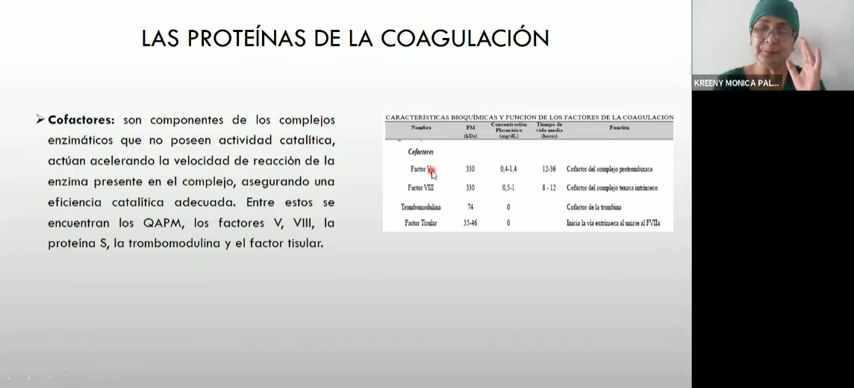 LAS PROTEÍNAS DE LA COAGULACIÓN
KREENY MONICA PAL...
➢ Cofactores: son componentes de los complejos
enzimáticos que no poseen actividad catalítica,
actúan acelerando la velocidad de reacción de la
enzima presente en el complejo, asegurando una
eficiencia catalítica adecuada. Entre estos se
encuentran los QAPM, los factores V, VIII, la
proteína S, la trombomodulina y el factor tisular.
CARACTERÍSTICAS BIOQUÍMICAS Y FUNCIÓN DE LOS FACTORES DE LA COAGULACIÓN
Nombre PM (kDa) Concentración Plasmática (mg/dL) Tiempo de vida media (horas) Función
Cofactores
Factor V 330 0,4-1,4 12-36 Cofactor del complejo protrombinasa
Factor VIII 330 0,5-1 8 - 12 Cofactor del complejo tenasa intrínseco
Trombomodulina 74 0 Cofactor de la trombina
Factor Tisular 35-46 0 Inicia la vía extrínseca al unirse al FVIIa